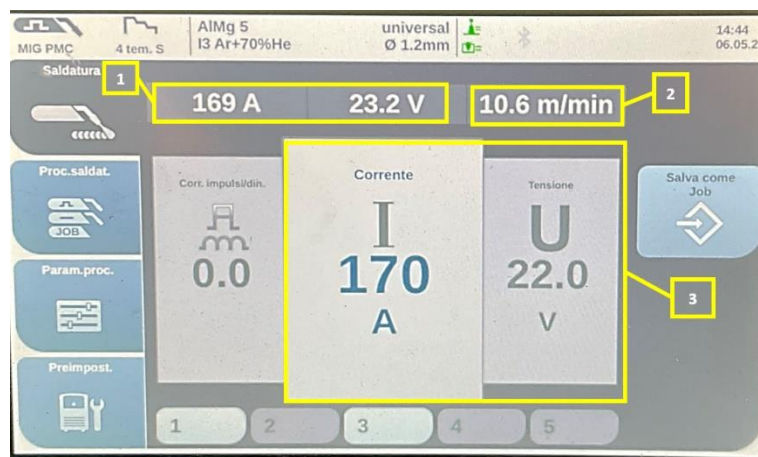 MIG PMC
4 tem. S
AlMg 5
I3 Ar+70%He
universal
Ø 1.2mm
14:44
06.05.2
Saldatura
1
169 A
23.2 V
10.6 m/min
2
Proc.saldat.
JOB
Corr. impulsi/din.
0.0
Corrente
I
170
A
Tensione
U
22.0
V
Salva come
Job
3
Param.proc.
Preimpost.
1
2
3
4
5